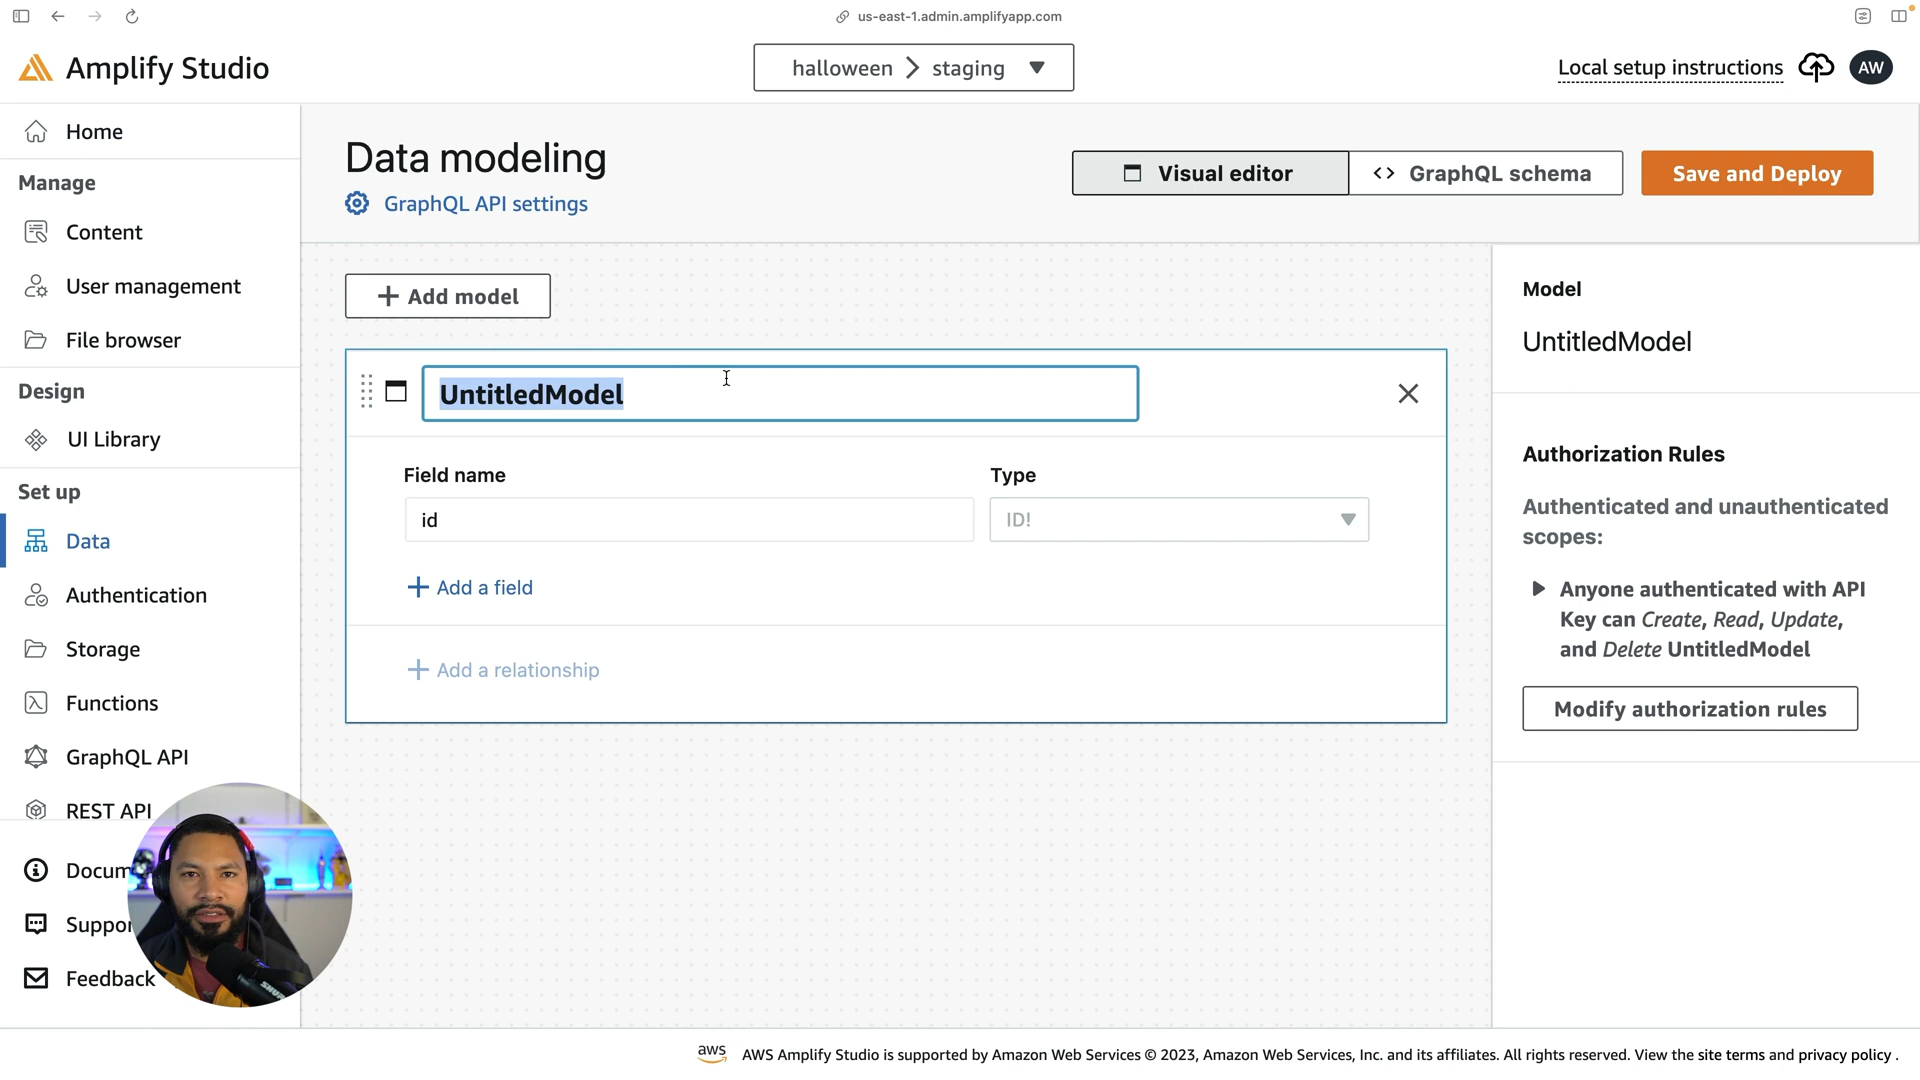 us-east-1.admin.amplifyapp.com
Amplify Studio
halloween
staging
Local setup instructions
AW
Home
Manage
Content
User management
File browser
Design
UI Library
Set up
Data
Authentication
Storage
Functions
GraphQL API
REST API
Docum
Suppor
Feedback
Data modeling
GraphQL API settings
Visual editor
<> GraphQL schema
Save and Deploy
+ Add model
UntitledModel
Field name
Type
id
ID!
+ Add a field
+ Add a relationship
Model
UntitledModel
Authorization Rules
Authenticated and unauthenticated
scopes:
Anyone authenticated with API
Key can Create, Read, Update,
and Delete UntitledModel
Modify authorization rules
aws
AWS Amplify Studio is supported by Amazon Web Services © 2023, Amazon Web Services, Inc. and its affiliates. All rights reserved. View the site terms and privacy policy .